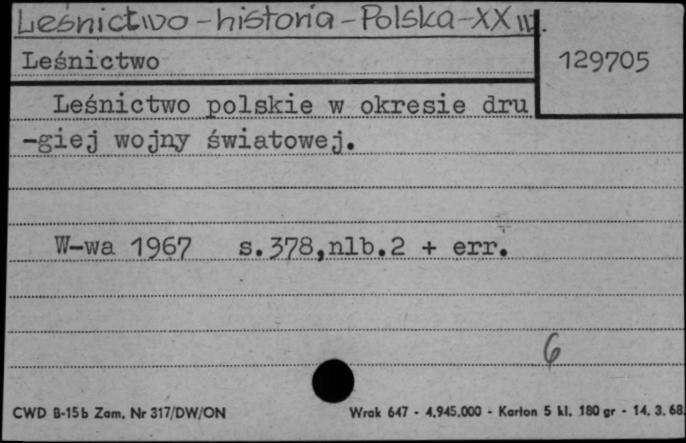 Leśnictwo - historia - Polska - XX w.
Leśnictwo
129705
Leśnictwo polskie w okresie dru
-giej wojny światowej.
W-wa 1967 s.378,nlb.2 + err.
6
CWD B-15b Zam. Nr 317/DW/ON
Wrak 647 - 4.945.000 - Karton 5 kl. 180 gr - 14. 3. 68.